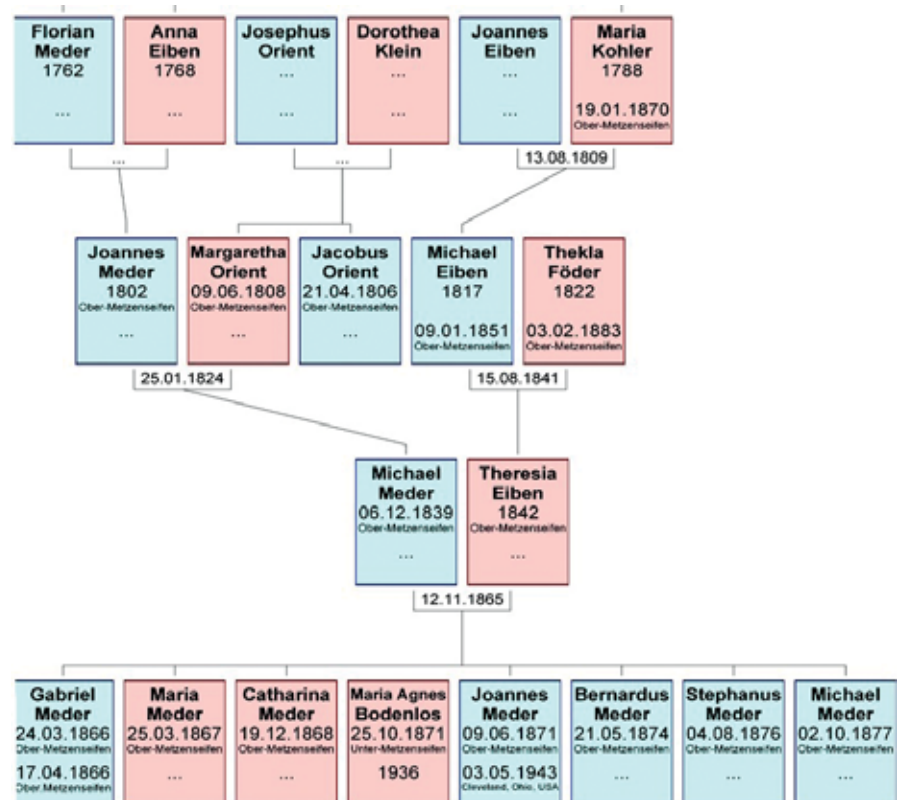 Florian
Meder
1762
...
Anna
Eiben
1768
...
Josephus
Orient
...
...
Dorothea
Klein
...
...
Joannes
Eiben
...
...
Maria
Kohler
1788
19.01.1870
Ober-Metzenseifen
...
...
13.08.1809
Joannes
Meder
1802
Ober-Metzenseifen
...
Margaretha
Orient
09.06.1808
Ober-Metzenseifen
...
Jacobus
Orient
21.04.1806
Ober-Metzenseifen
...
Michael
Eiben
1817
09.01.1851
Ober-Metzenseifen
Thekla
Föder
1822
03.02.1883
Ober-Metzenseifen
25.01.1824
15.08.1841
Michael
Meder
06.12.1839
Ober-Metzenseifen
...
Theresia
Eiben
1842
Ober-Metzenseifen
...
12.11.1865
Gabriel
Meder
24.03.1866
Ober-Metzenseifen
17.04.1866
Ober.Metzenseifen
Maria
Meder
25.03.1867
Ober-Metzenseifen
...
Catharina
Meder
19.12.1868
Ober-Metzenseifen
...
Maria Agnes
Bodenlos
25.10.1871
Unter-Metzenseifen
1936
Joannes
Meder
09.06.1871
Ober-Metzenseifen
03.05.1943
Cleveland, Ohio, USA
Bernardus
Meder
21.05.1874
Ober-Metzenseifen
...
Stephanus
Meder
04.08.1876
Ober-Metzenseifen
...
Michael
Meder
02.10.1877
Ober-Metzenseifen
...